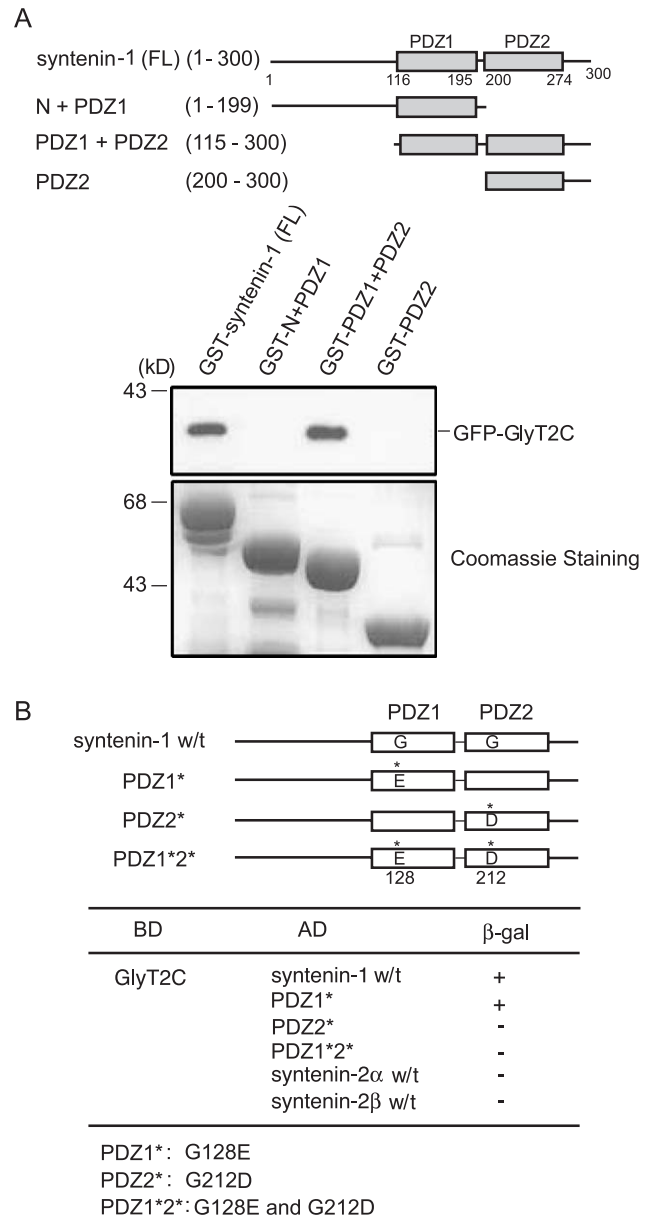 A
PDZ1 PDZ2
syntenin-1 (FL) (1 - 300)
1 116 195 200 274 300
N + PDZ1 (1 - 199)
PDZ1 + PDZ2 (115 - 300)
PDZ2 (200 - 300)
GST-syntenin-1 (FL)
GST-N+PDZ1
GST-PDZ1+PDZ2
GST-PDZ2
(kD)
43
GFP-GlyT2C
68
Coomassie Staining
43
B
PDZ1 PDZ2
syntenin-1 w/t G G
* 
PDZ1* E
*
PDZ2* D
* *
PDZ1*2* E D
128 212
BD AD β-gal
GlyT2C syntenin-1 w/t +
PDZ1* +
PDZ2* -
PDZ1*2* -
syntenin-2α w/t -
syntenin-2β w/t -
PDZ1*: G128E
PDZ2*: G212D
PDZ1*2*: G128E and G212D